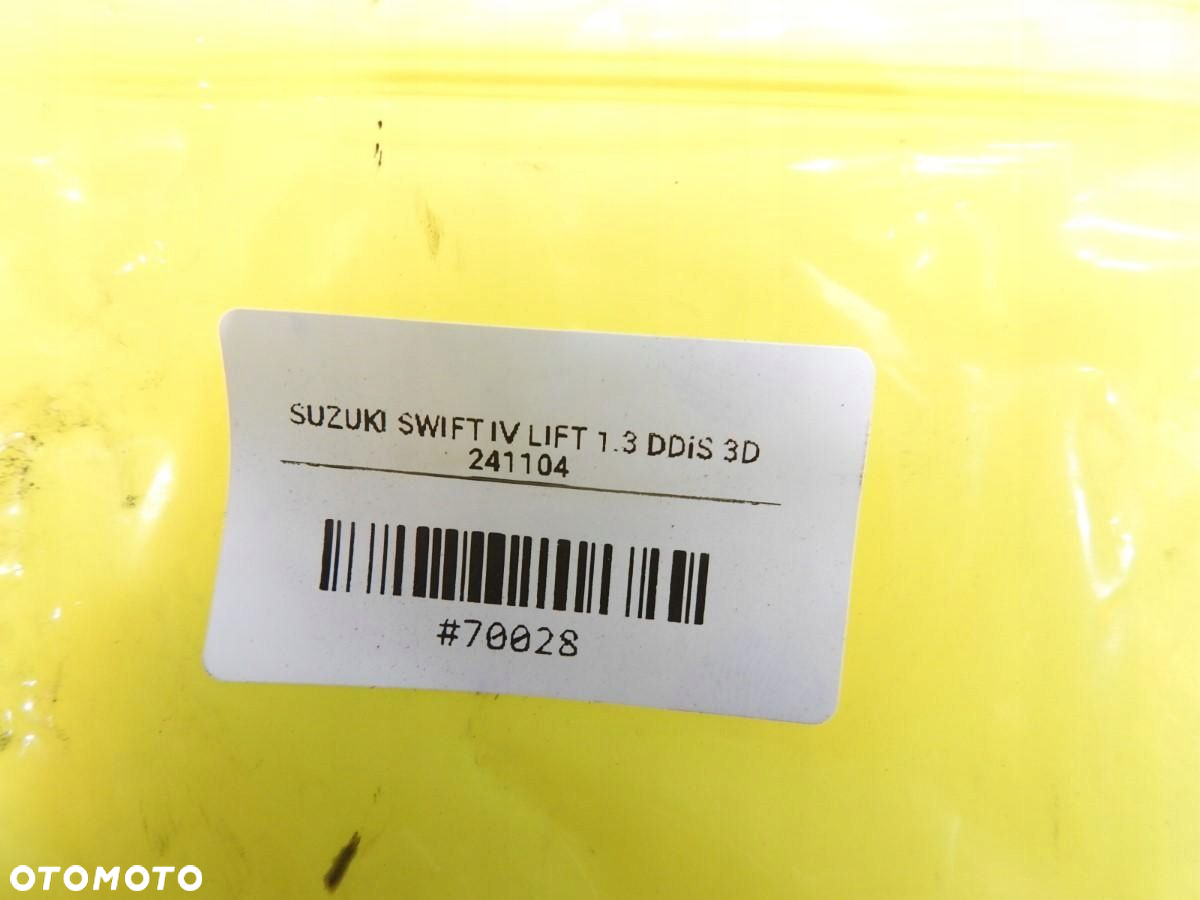 SUZUKI SWIFT IV LIFT 1.3 DDiS 3D
241104
#70028
OTOMOTO